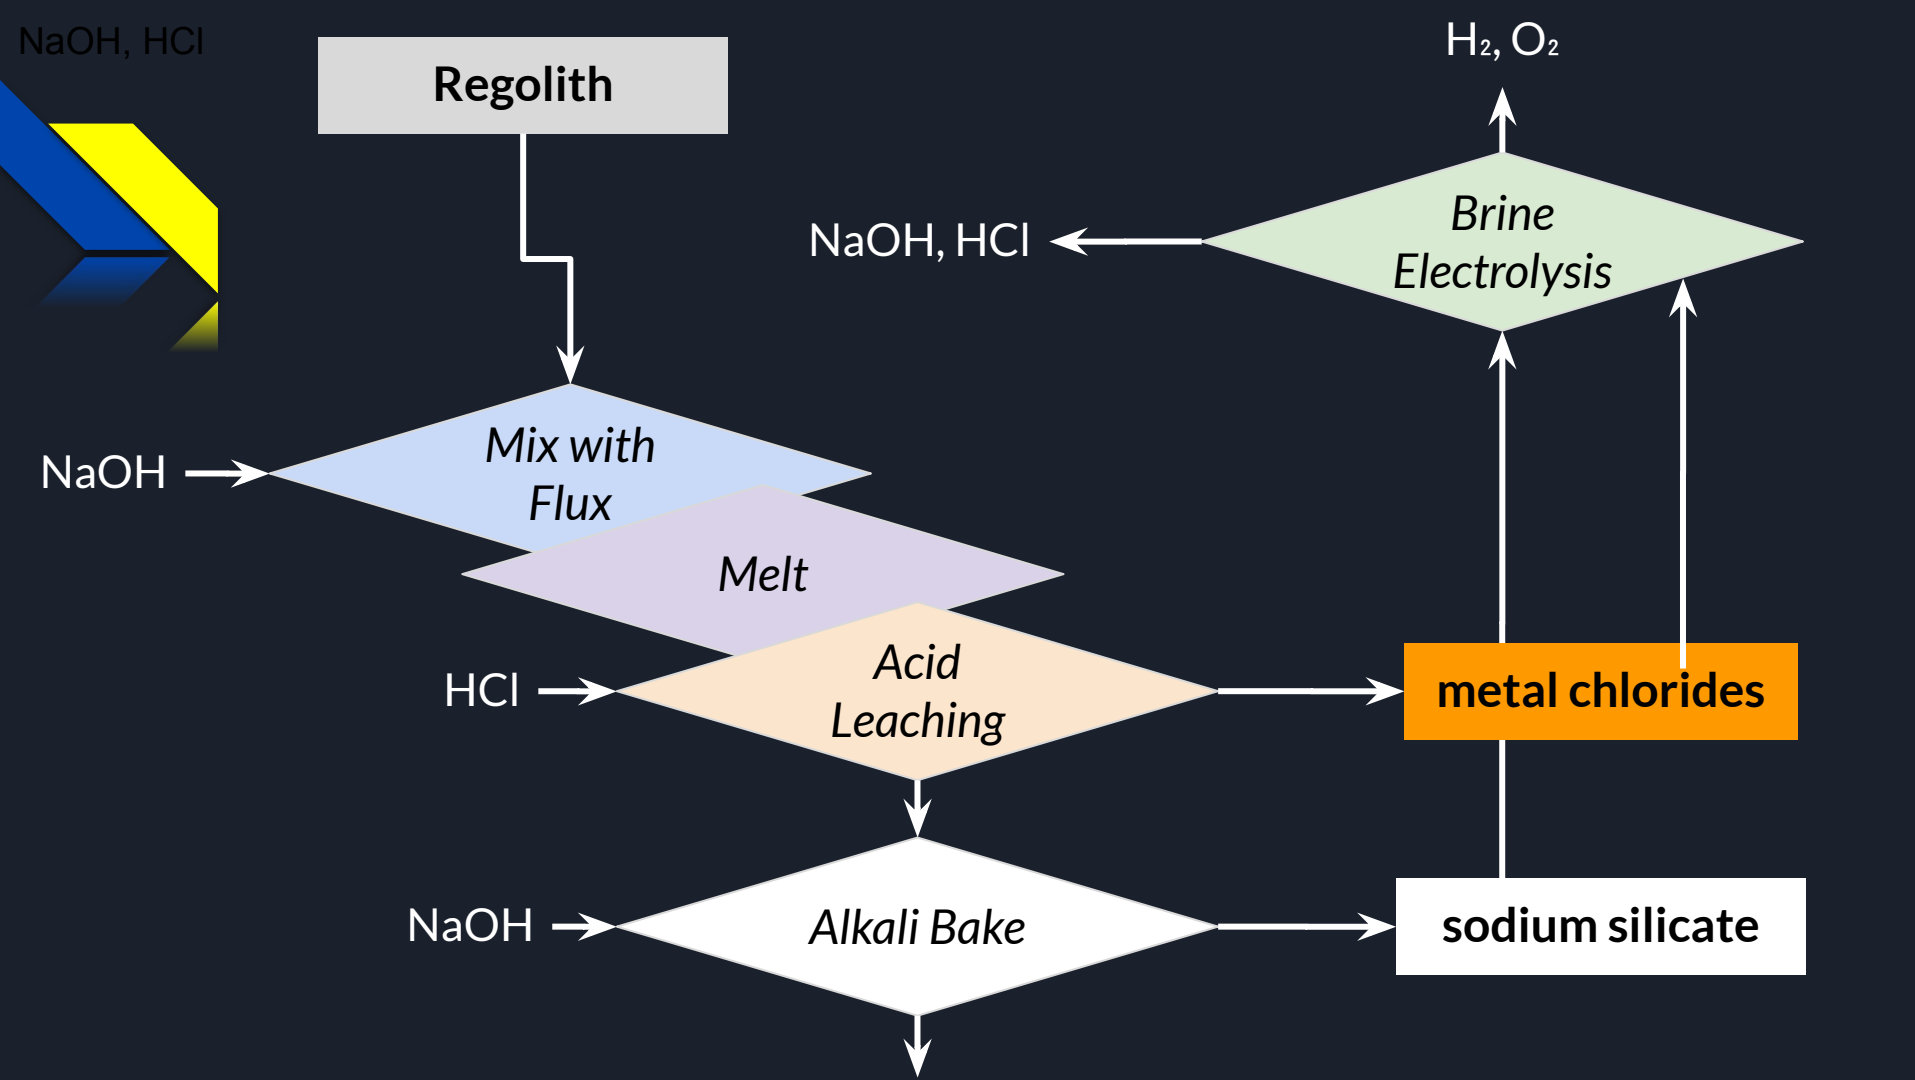 NaOH, HCl
Regolith
H₂, O₂
Brine
Electrolysis
NaOH, HCl
Mix with
Flux
NaOH
Melt
Acid
Leaching
HCl
metal chlorides
Alkali Bake
NaOH
sodium silicate